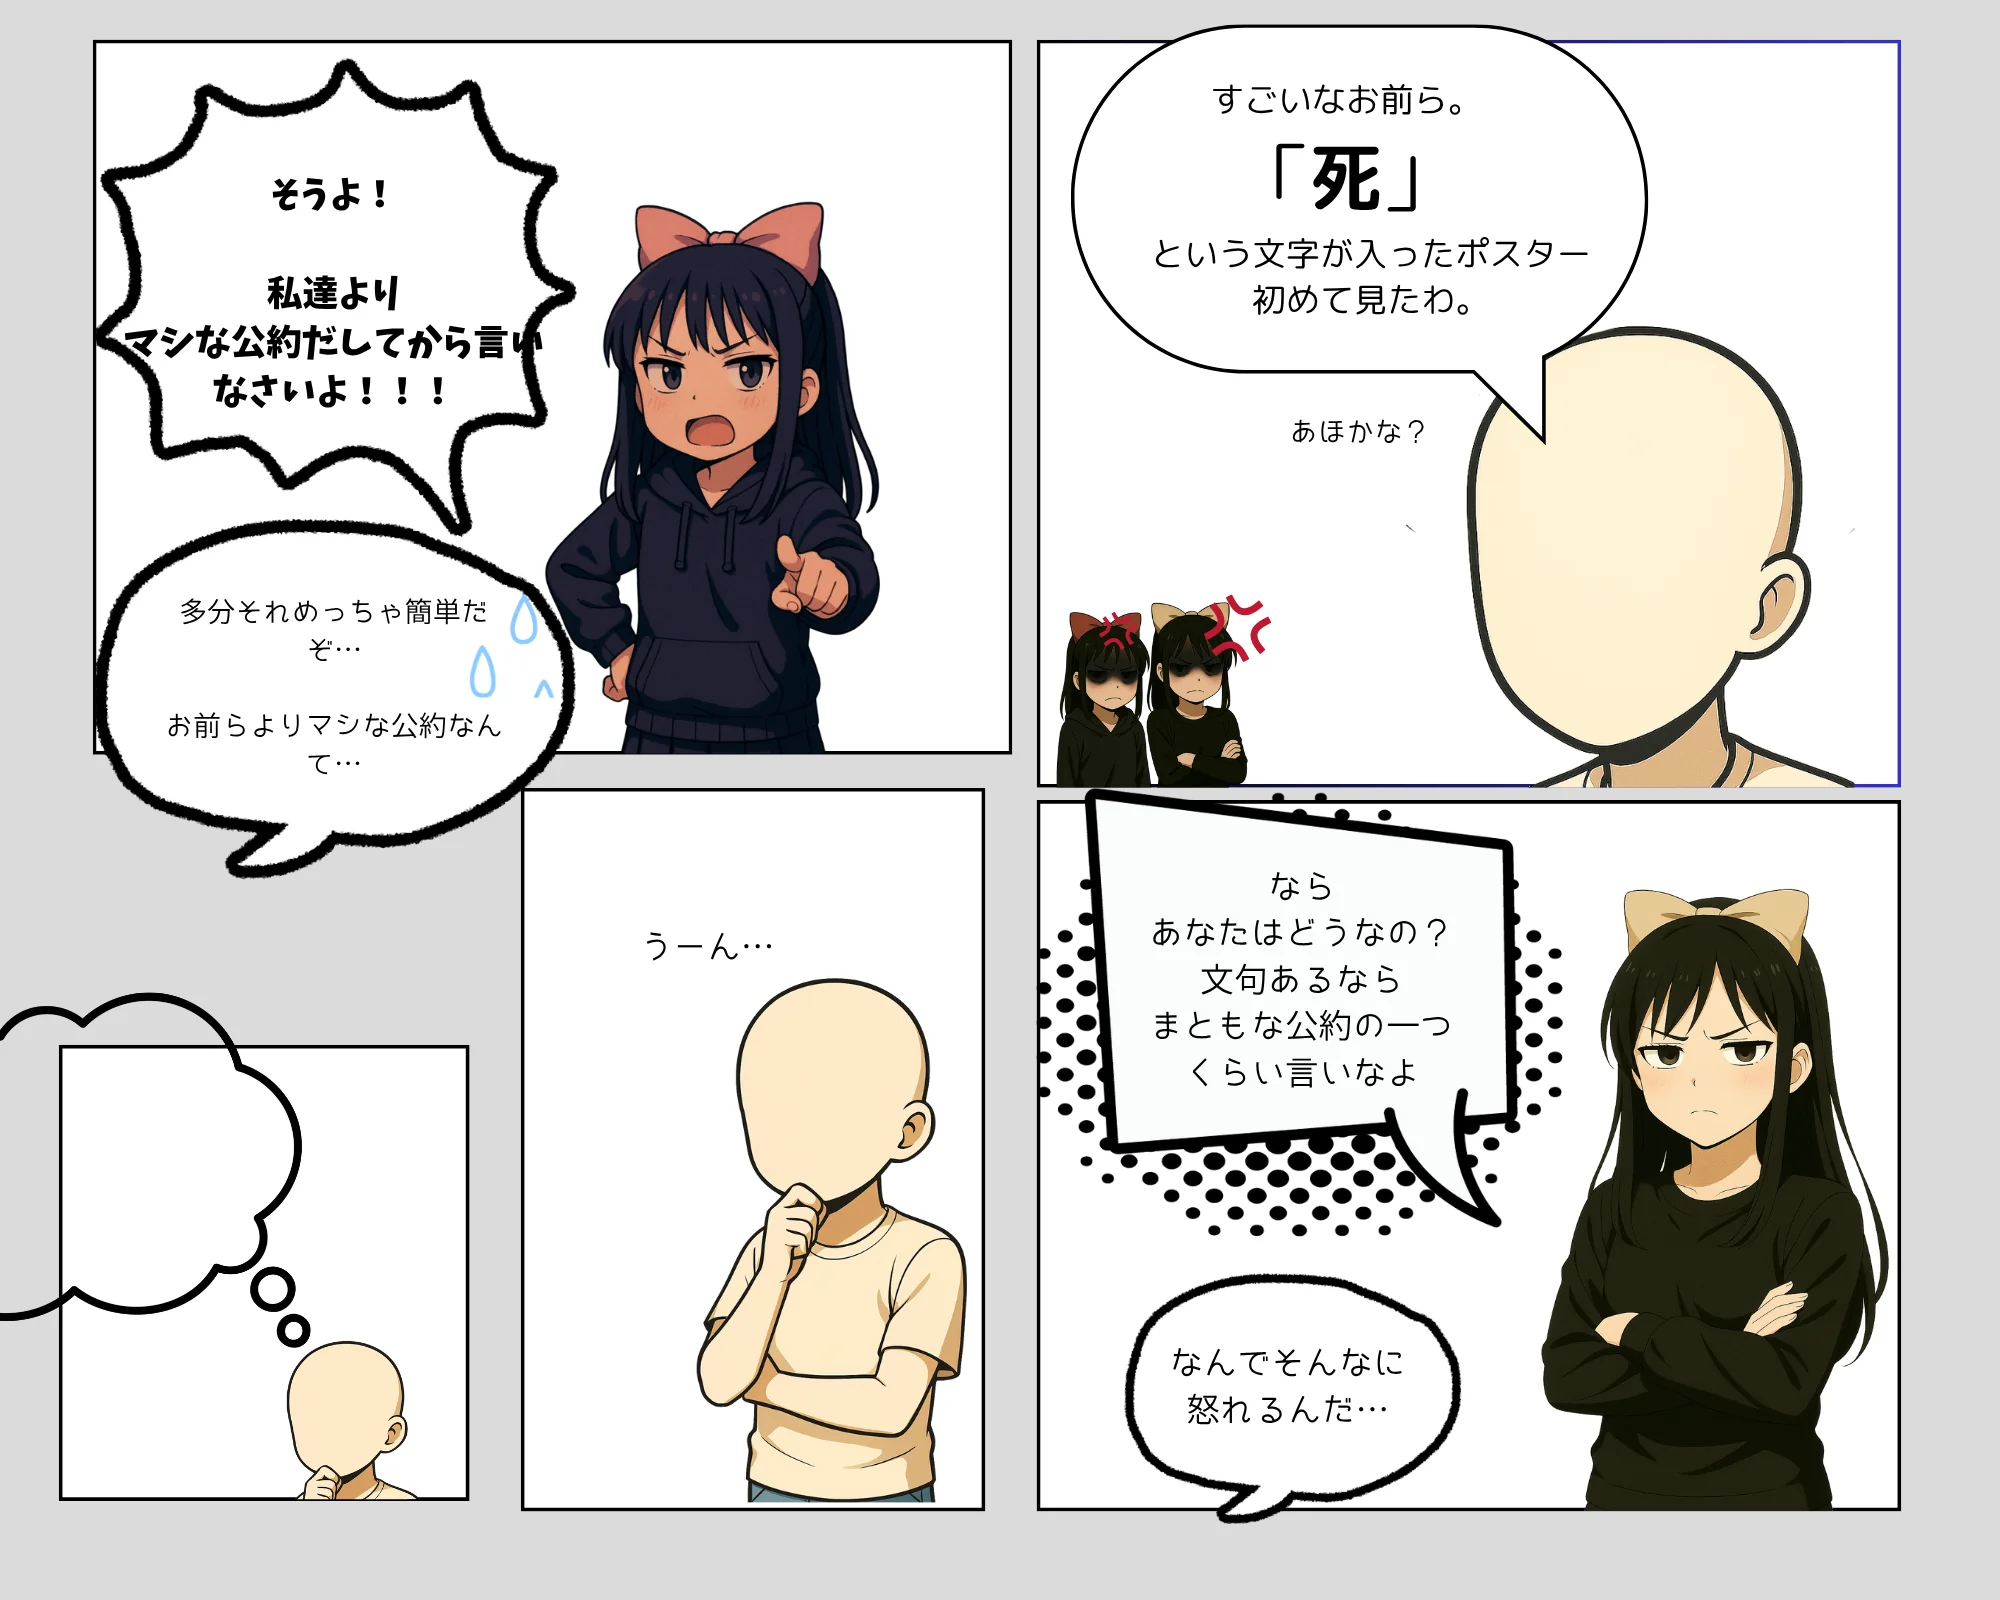 すごいなお前ら。
「死」
という文字が入ったポスター
初めて見たわ。
あほかな？
なら
あなたはどうなの？
文句あるなら
まともな公約の一つ
くらい言いなよ
なんでそんなに
怒れるんだ…
そうよ！
私達より
マシな公約だしてから言い
なさいよ！！！
多分それめっちゃ簡単だ
ぞ…
お前らよりマシな公約なん
て…
うーん…